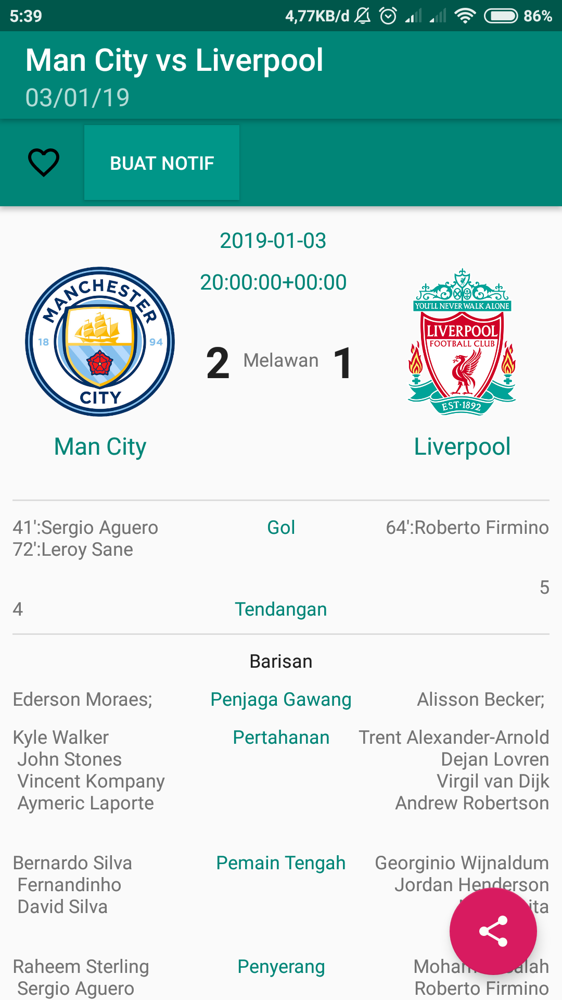 5:39 4,77KB/d 86%
Man City vs Liverpool
03/01/19
BUAT NOTIF
2019-01-03
20:00:00+00:00
MANCHESTER
18 94
CITY
YOU'LL NEVER WALK ALONE
LIVERPOOL
FOOTBALL CLUB
EST·1892
2 Melawan 1
Man City Liverpool
41':Sergio Aguero Gol 64':Roberto Firmino
72':Leroy Sane
5
4 Tendangan
Barisan
Ederson Moraes; Penjaga Gawang Alisson Becker;
Kyle Walker Pertahanan Trent Alexander-Arnold
John Stones Dejan Lovren
Vincent Kompany Virgil van Dijk
Aymeric Laporte Andrew Robertson
Bernardo Silva Pemain Tengah Georginio Wijnaldum
Fernandinho Jordan Henderson
David Silva
Raheem Sterling Penyerang
Sergio Aguero Roberto Firmino